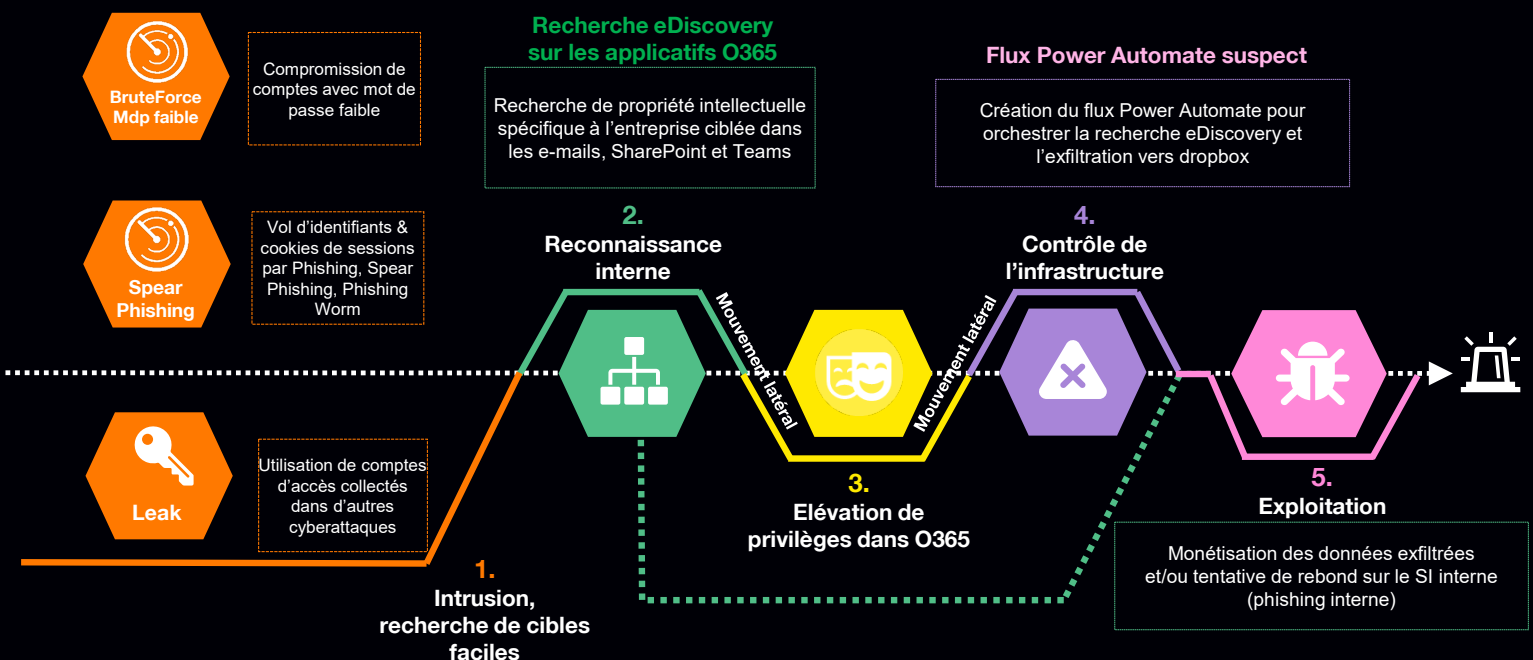 BruteForce
Mdp faible
Compromission de
comptes avec mot de
passe faible
Spear
Phishing
Vol d'identifiants &
cookies de sessions
par Phishing, Spear
Phishing, Phishing
Worm
Leak
Utilisation de comptes
d'accès collectés
dans d'autres
cyberattaques
1.
Intrusion,
recherche de cibles
faciles
Recherche eDiscovery
sur les applicatifs O365
Recherche de propriété intellectuelle
spécifique à l'entreprise ciblée dans
les e-mails, SharePoint et Teams
2.
Reconnaissance
interne
Mouvement latéral
3.
Elévation de
privilèges dans O365
Mouvement latéral
Flux Power Automate suspect
Création du flux Power Automate pour
orchestrer la recherche eDiscovery et
l'exfiltration vers dropbox
4.
Contrôle de
l'infrastructure
5.
Exploitation
Monétisation des données exfiltrées
et/ou tentative de rebond sur le SI interne
(phishing interne)